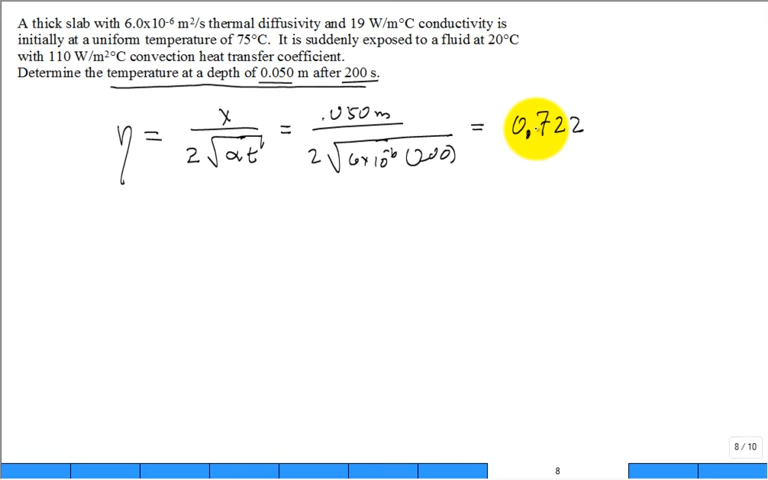 A thick slab with 6.0x10⁻⁶ m²/s thermal diffusivity and 19 W/m°C conductivity is
initially at a uniform temperature of 75°C. It is suddenly exposed to a fluid at 20°C
with 110 W/m²°C convection heat transfer coefficient.
Determine the temperature at a depth of 0.050 m after 200 s.
η = x / (2√αt) = .050m / (2√6x10⁻⁶ (200)) = 0.722
8 / 10
8